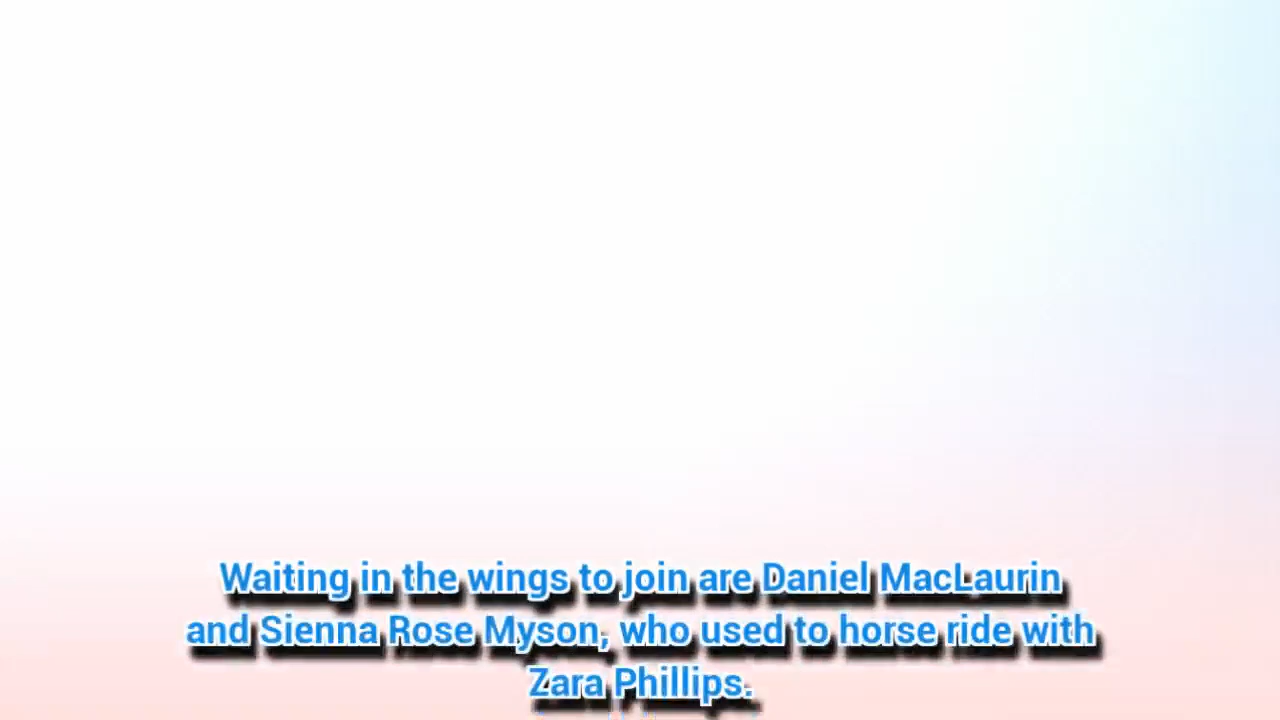 Waiting in the wings to join are Daniel MacLaurin
and Sienna Rose Myson, who used to horse ride with
Zara Phillips.